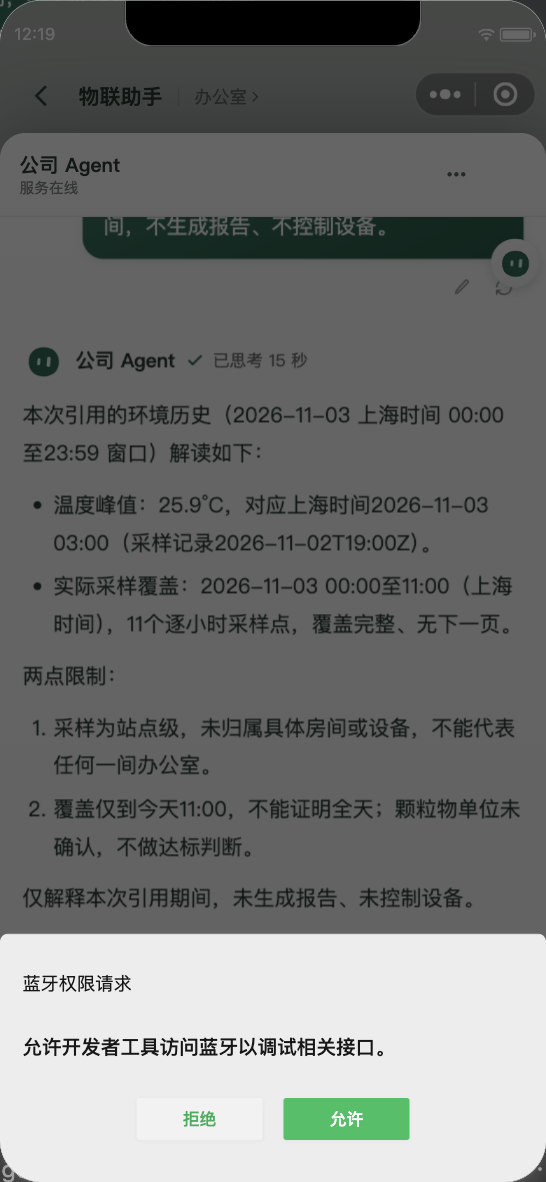 12:19
物联助手 办公室
公司 Agent
服务在线
间，不生成报告、不控制设备。
公司 Agent 已思考 15 秒
本次引用的环境历史（2026-11-03 上海时间 00:00
至23:59 窗口）解读如下：
• 温度峰值：25.9°C，对应上海时间2026-11-03
03:00（采样记录2026-11-02T19:00Z）。
• 实际采样覆盖：2026-11-03 00:00至11:00（上海
时间），11个逐小时采样点，覆盖完整、无下一页。
两点限制：
1. 采样为站点级，未归属具体房间或设备，不能代表
任何一间办公室。
2. 覆盖仅到今天11:00，不能证明全天；颗粒物单位未
确认，不做达标判断。
仅解释本次引用期间，未生成报告、未控制设备。
蓝牙权限请求
允许开发者工具访问蓝牙以调试相关接口。
拒绝 允许